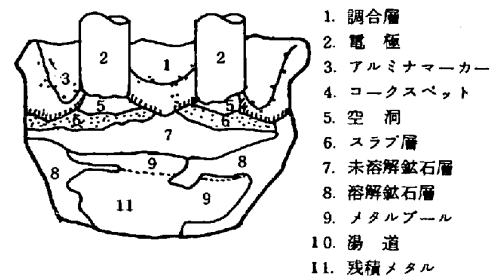 2
2
1
3
5
5
6
6
7
8
9
8
9
11
1. 調合層
2. 電極
3. アルミナマーカー
4. コークスペット
5. 空洞
6. スラブ層
7. 未溶解鉱石層
8. 溶解鉱石層
9. メタルプール
10. 湯道
11. 残積メタル